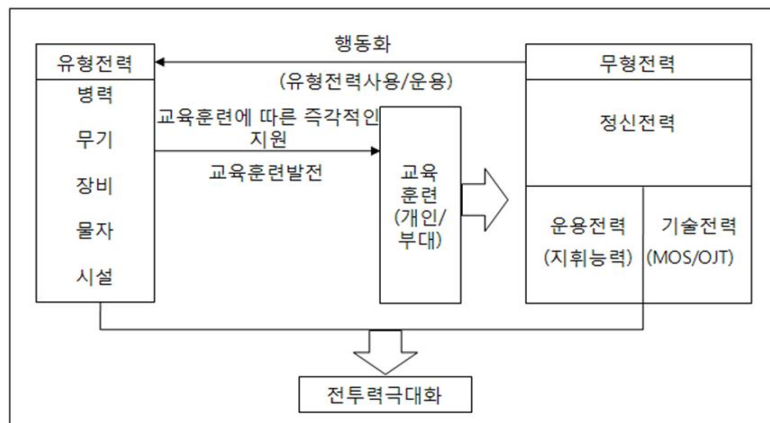 행동화
유형전력
무형전력
(유형전력사용/운용)
병력
무기
장비
물자
시설
교육훈련에 따른 즉각적인
지원
교육훈련발전
교육
훈련
(개인/
부대)
정신전력
운용전력
(지휘능력)
기술전력
(MOS/OJT)
전투력극대화